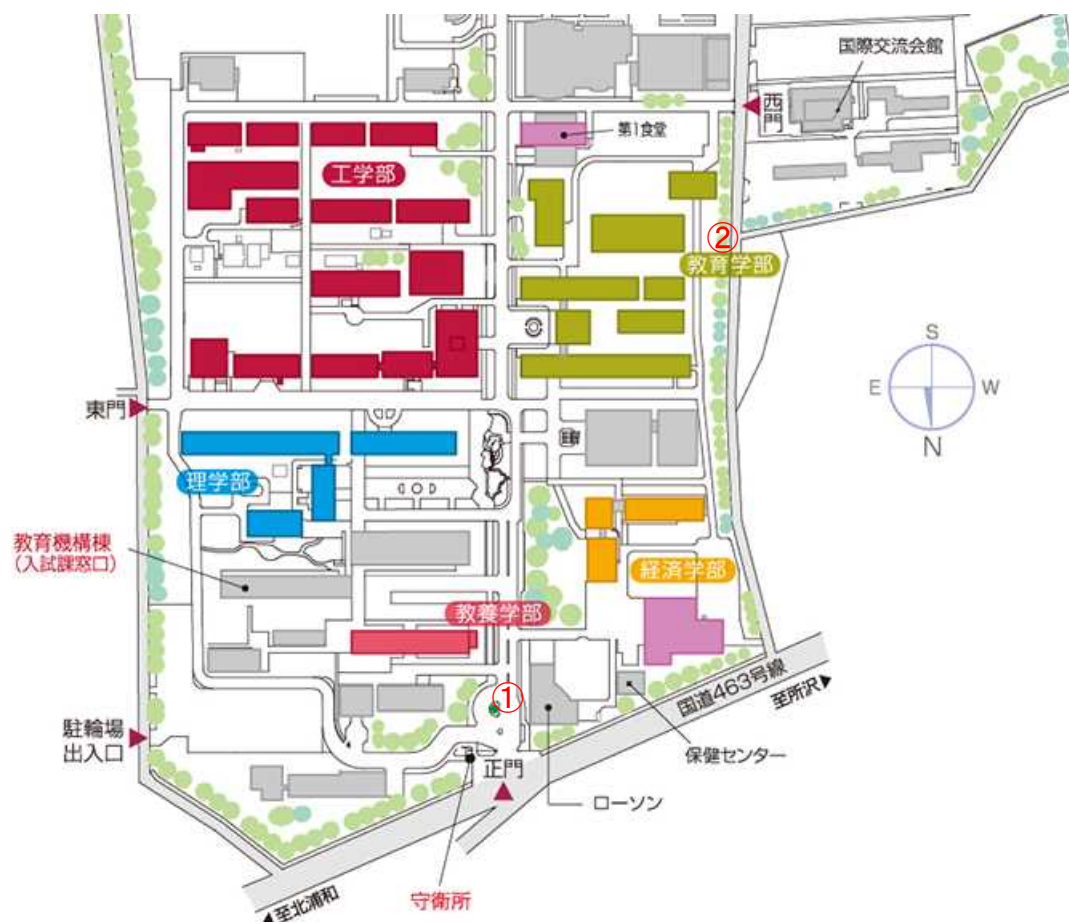 国際交流会館
西門
第1食堂
工学部
②
教育学部
S
E
W
N
東門
理学部
教育機構棟
(入試課窓口)
経済学部
教養学部
①
国道463号線
至所沢▶
駐輪場
出入口
保健センター
正門
ローソン
守衛所
◀至北浦和